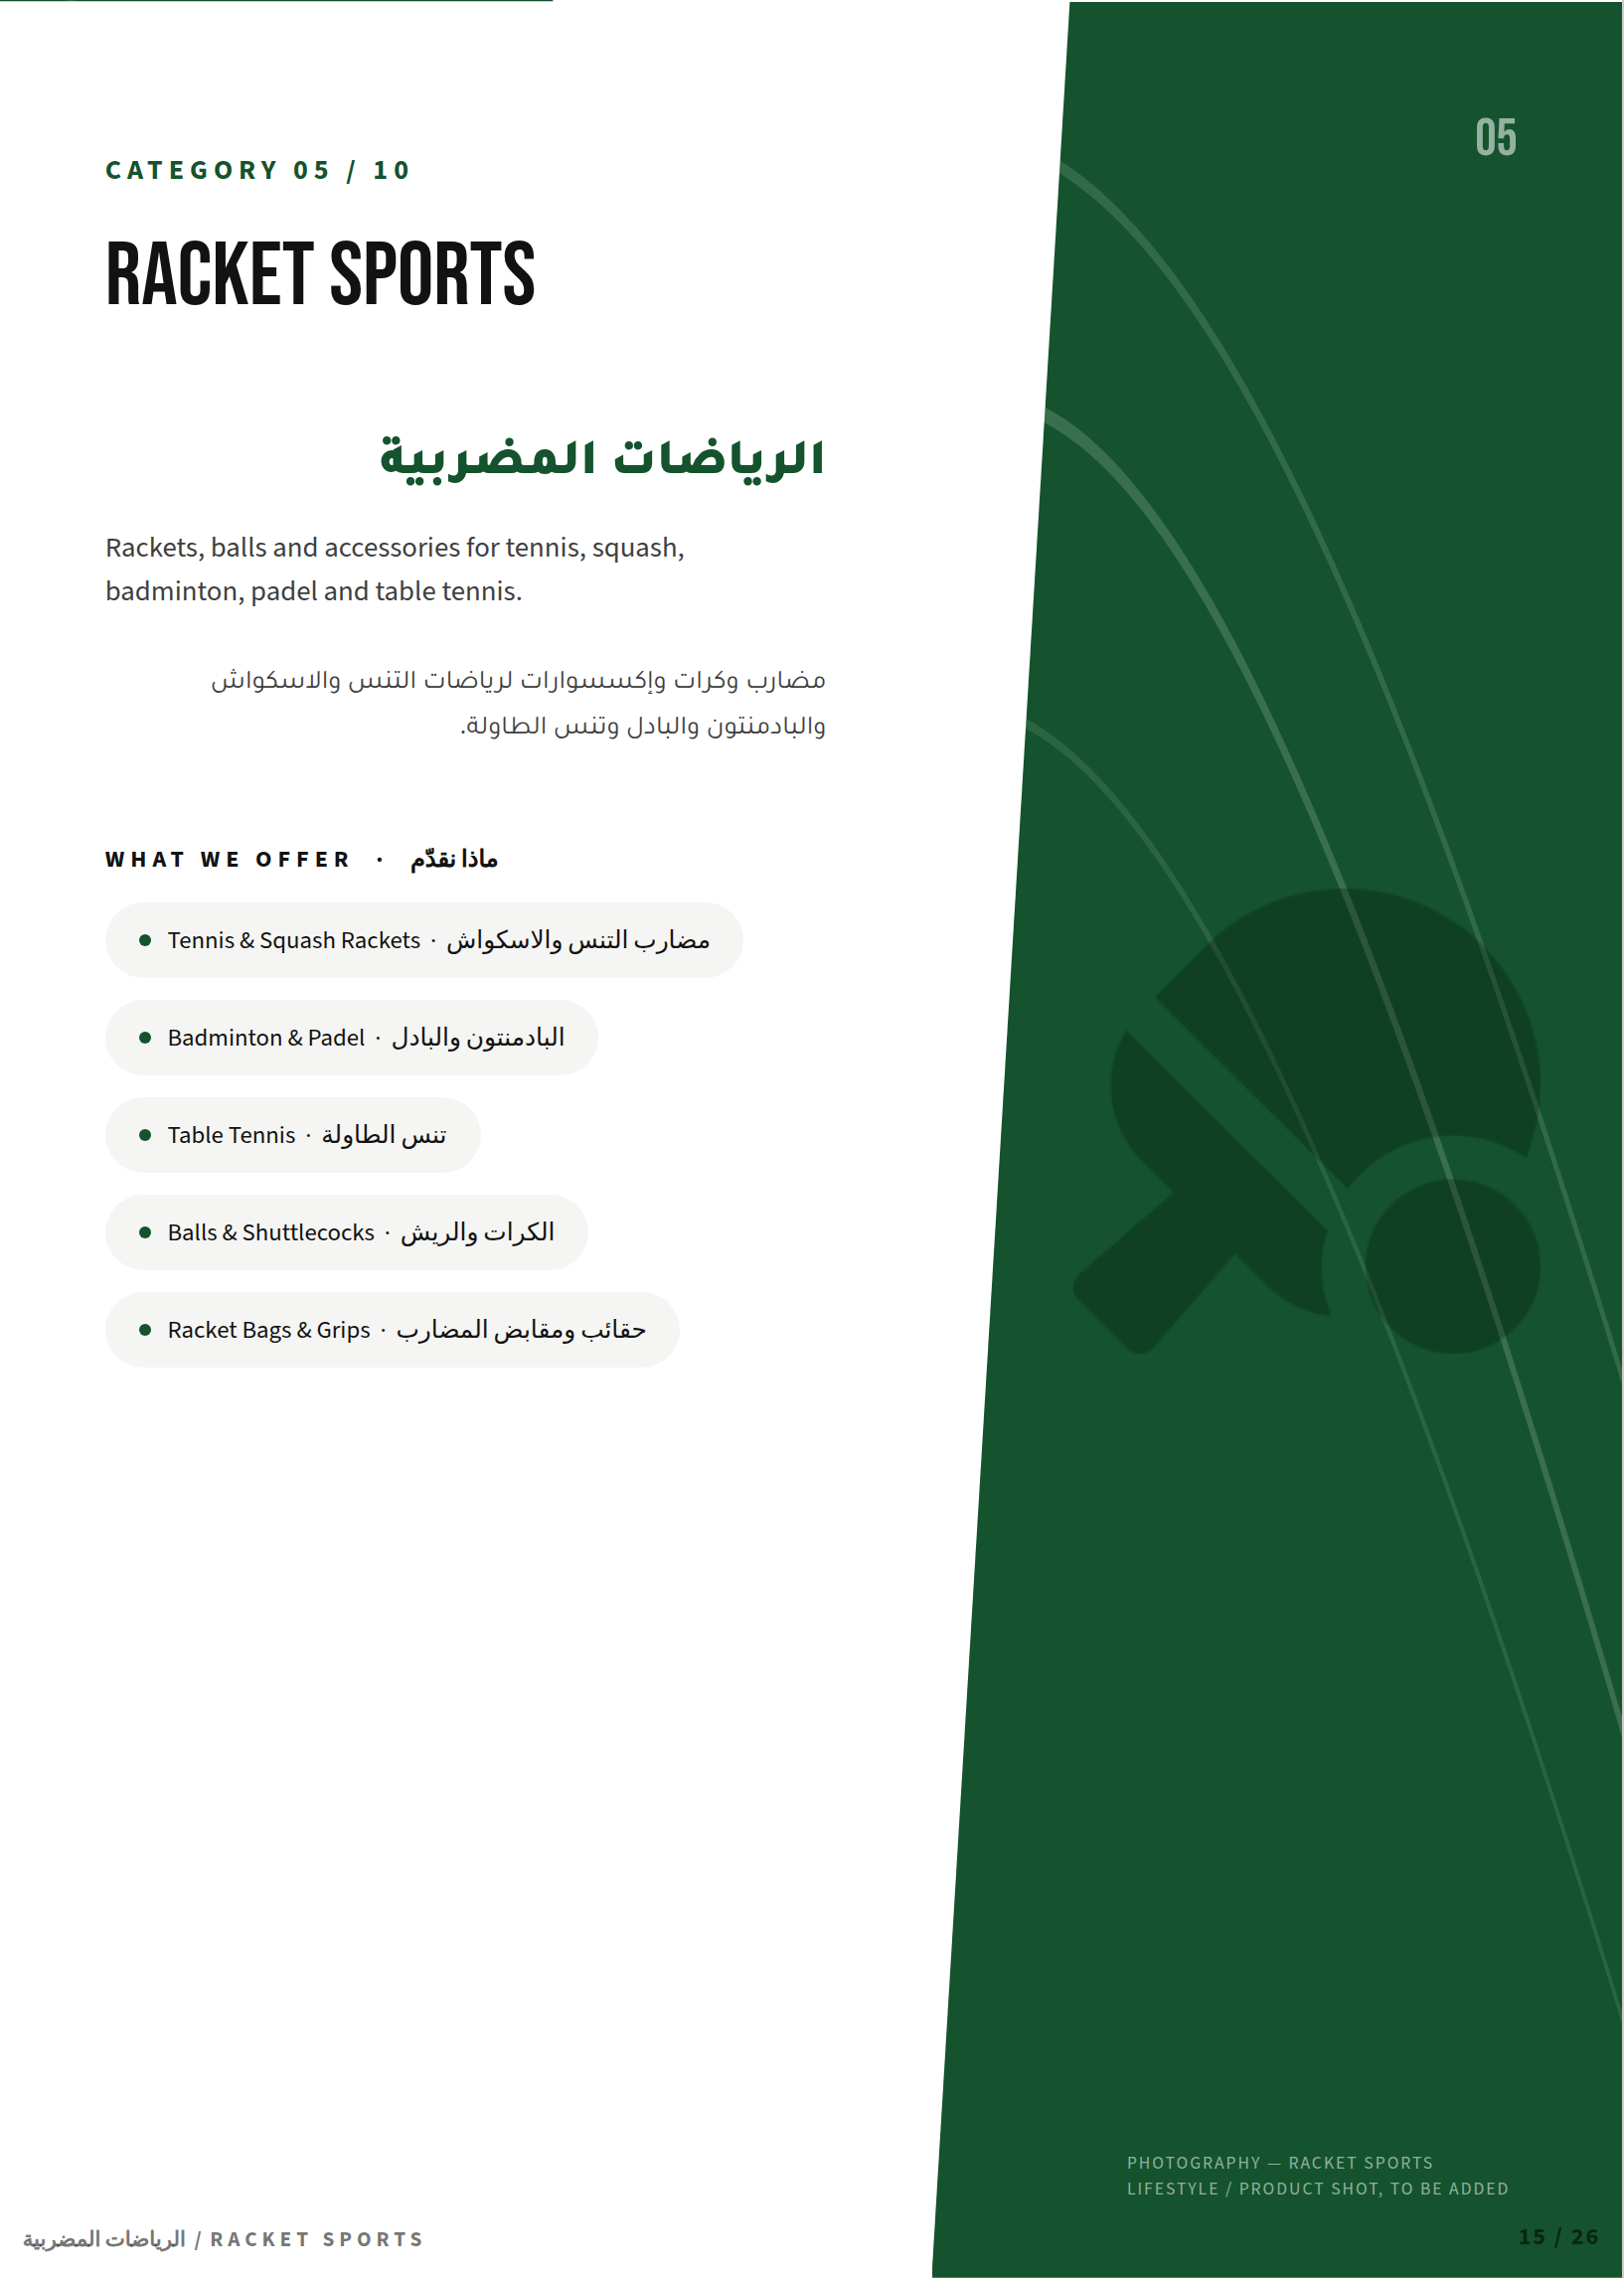 05
CATEGORY 05 / 10
RACKET SPORTS
الرياضات المضربية
Rackets, balls and accessories for tennis, squash,
badminton, padel and table tennis.
مضارب وكرات وإكسسوارات لرياضات التنس والاسكواش
والبادمنتون والبادل وتنس الطاولة.
WHAT WE OFFER · ماذا نقدّم
Tennis & Squash Rackets · مضارب التنس والاسكواش
Badminton & Padel · البادمنتون والبادل
Table Tennis · تنس الطاولة
Balls & Shuttlecocks · الكرات والريش
Racket Bags & Grips · حقائب ومقابض المضارب
PHOTOGRAPHY — RACKET SPORTS
LIFESTYLE / PRODUCT SHOT, TO BE ADDED
الرياضات المضربية / RACKET SPORTS
15 / 26